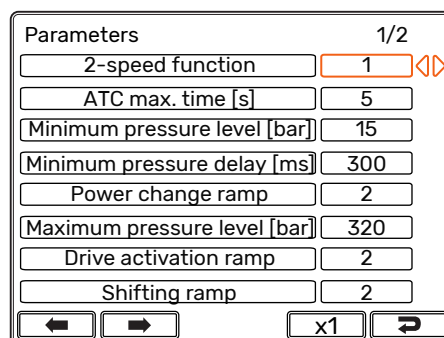 Parameters 1/2
2-speed function 1
ATC max. time [s] 5
Minimum pressure level [bar] 15
Minimum pressure delay [ms] 300
Power change ramp 2
Maximum pressure level [bar] 320
Drive activation ramp 2
Shifting ramp 2
x1